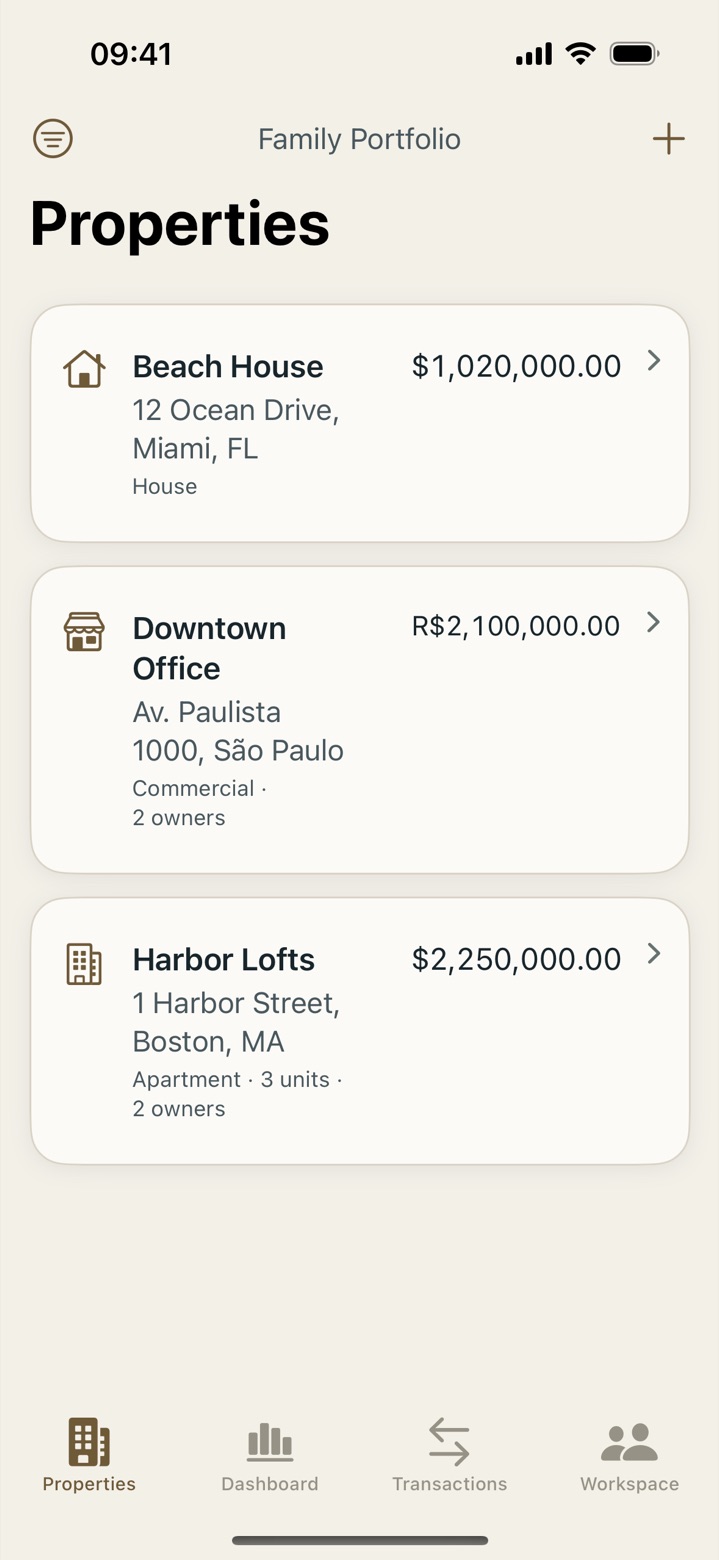 09:41
Family Portfolio
Properties
Beach House $1,020,000.00
12 Ocean Drive,
Miami, FL
House
Downtown R$2,100,000.00
Office
Av. Paulista
1000, São Paulo
Commercial ·
2 owners
Harbor Lofts $2,250,000.00
1 Harbor Street,
Boston, MA
Apartment · 3 units ·
2 owners
Properties Dashboard Transactions Workspace